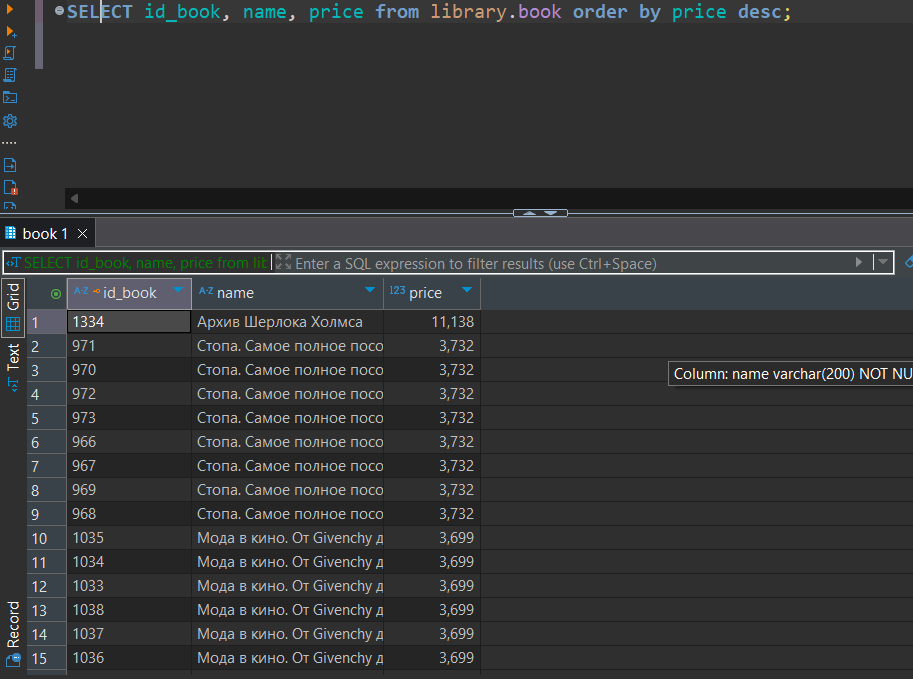 SELECT id_book, name, price from library.book order by price desc;
book 1
SELECT id_book, name, price from lib
Enter a SQL expression to filter results (use Ctrl+Space)
Grid
Text
Record
A-Z id_book A-Z name 123 price
1 1334 Архив Шерлока Холмса 11,138
2 971 Стопа. Самое полное посо 3,732
3 970 Стопа. Самое полное посо 3,732
Column: name varchar(200) NOT NU
4 972 Стопа. Самое полное посо 3,732
5 973 Стопа. Самое полное посо 3,732
6 966 Стопа. Самое полное посо 3,732
7 967 Стопа. Самое полное посо 3,732
8 969 Стопа. Самое полное посо 3,732
9 968 Стопа. Самое полное посо 3,732
10 1035 Мода в кино. От Givenchy д 3,699
11 1034 Мода в кино. От Givenchy д 3,699
12 1033 Мода в кино. От Givenchy д 3,699
13 1038 Мода в кино. От Givenchy д 3,699
14 1037 Мода в кино. От Givenchy д 3,699
15 1036 Мода в кино. От Givenchy д 3,699